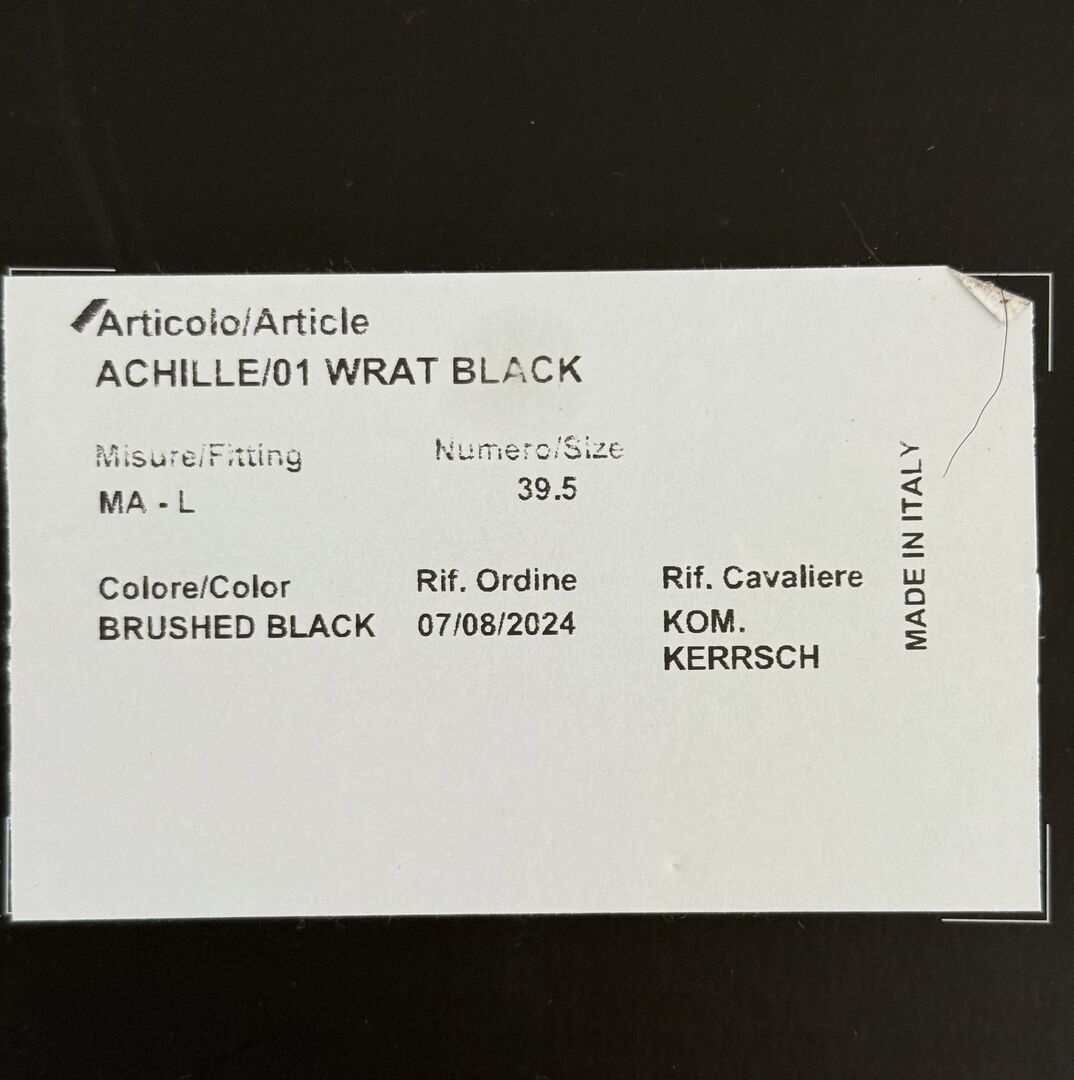 Articolo/Article
ACHILLE/01 WRAT BLACK
Misure/Fitting Numero/Size
MA - L 39.5
Colore/Color Rif. Ordine Rif. Cavaliere
BRUSHED BLACK 07/08/2024 KOM.
KERRSCH
MADE IN ITALY